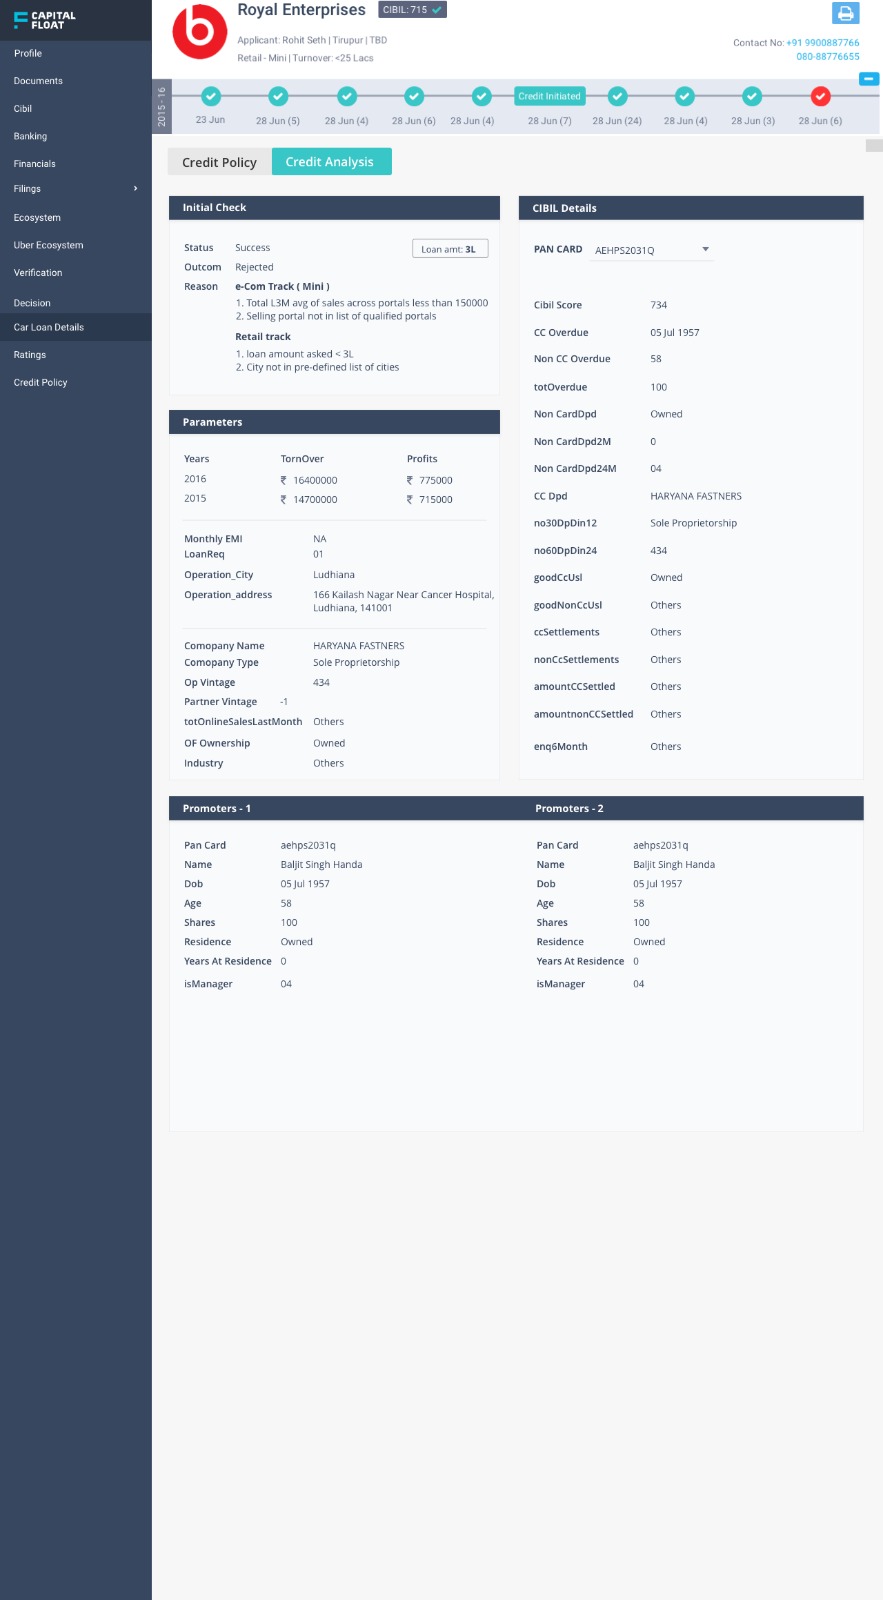 CAPITAL
FLOAT
Profile
Documents
Cibil
Banking
Financials
Filings
Ecosystem
Uber Ecosystem
Verification
Decision
Car Loan Details
Ratings
Credit Policy
Royal Enterprises
CIBIL: 715
Applicant: Rohit Seth | Tirupur | TBD
Retail - Mini | Turnover: <25 Lacs
Contact No: +91 9900887766
080-88776655
2015 - 16
Credit Initiated
23 Jun 28 Jun (5) 28 Jun (4) 28 Jun (6) 28 Jun (4) 28 Jun (7) 28 Jun (24) 28 Jun (4) 28 Jun (3) 28 Jun (6)
Credit Policy Credit Analysis
Initial Check
Status Success Loan amt: 3L
Outcom Rejected
Reason e-Com Track ( Mini )
1. Total L3M avg of sales across portals less than 150000
2. Selling portal not in list of qualified portals
Retail track
1. loan amount asked < 3L
2. City not in pre-defined list of cities
Parameters
Years TornOver Profits
2016 ₹ 16400000 ₹ 775000
2015 ₹ 14700000 ₹ 715000
Monthly EMI NA
LoanReq 01
Operation_City Ludhiana
Operation_address 166 Kailash Nagar Near Cancer Hospital,
Ludhiana, 141001
Comopany Name HARYANA FASTNERS
Comopany Type Sole Propriotorship
Op Vintage 434
Partner Vintage -1
totOnlineSalesLastMonth Others
OF Ownership Owned
Industry Others
CIBIL Details
PAN CARD AEHPS2031Q
Cibil Score 734
CC Overdue 05 Jul 1957
Non CC Overdue 58
totOverdue 100
Non CardDpd Owned
Non CardDpd2M 0
Non CardDpd24M 04
CC Dpd HARYANA FASTNERS
no30DpDin12 Sole Propriotorship
no60DpDin24 434
goodCcUsl Owned
goodNonCcUsl Others
ccSettlements Others
nonCcSettlements Others
amountCCSettled Others
amountnonCCSettled Others
enq6Month Others
Promoters - 1 Promoters - 2
Pan Card aehps2031q Pan Card aehps2031q
Name Baljit Singh Handa Name Baljit Singh Handa
Dob 05 Jul 1957 Dob 05 Jul 1957
Age 58 Age 58
Shares 100 Shares 100
Residence Owned Residence Owned
Years At Residence 0 Years At Residence 0
isManager 04 isManager 04